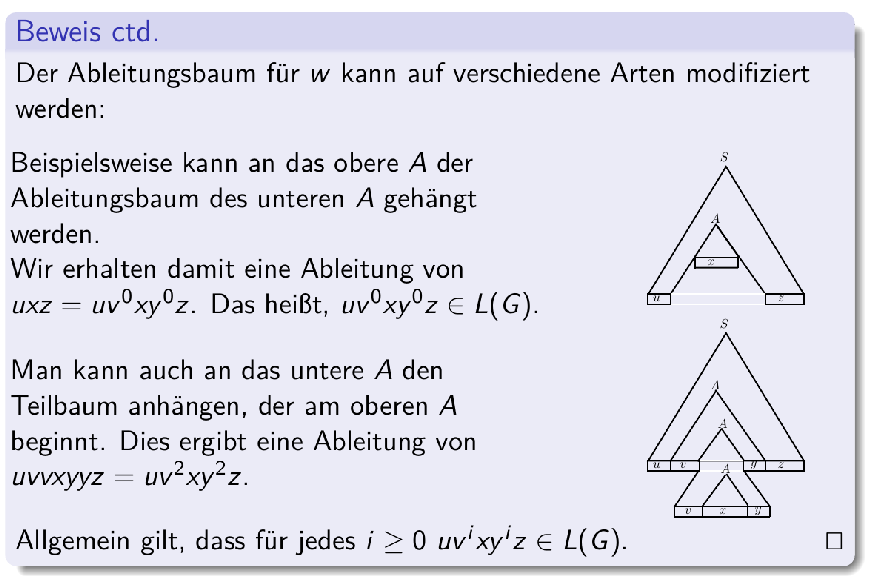 Beweis ctd.
Der Ableitungsbaum für w kann auf verschiedene Arten modifiziert
werden:
Beispielsweise kann an das obere A der
Ableitungsbaum des unteren A gehängt
werden.
Wir erhalten damit eine Ableitung von
uxz = uv⁰xy⁰z. Das heißt, uv⁰xy⁰z ∈ L(G).
S
A
x
u z
Man kann auch an das untere A den
Teilbaum anhängen, der am oberen A
beginnt. Dies ergibt eine Ableitung von
uvvxyyz = uv²xy²z.
S
A
A
u v A y z
v x y
Allgemein gilt, dass für jedes i ≥ 0 uvⁱxyⁱz ∈ L(G). □